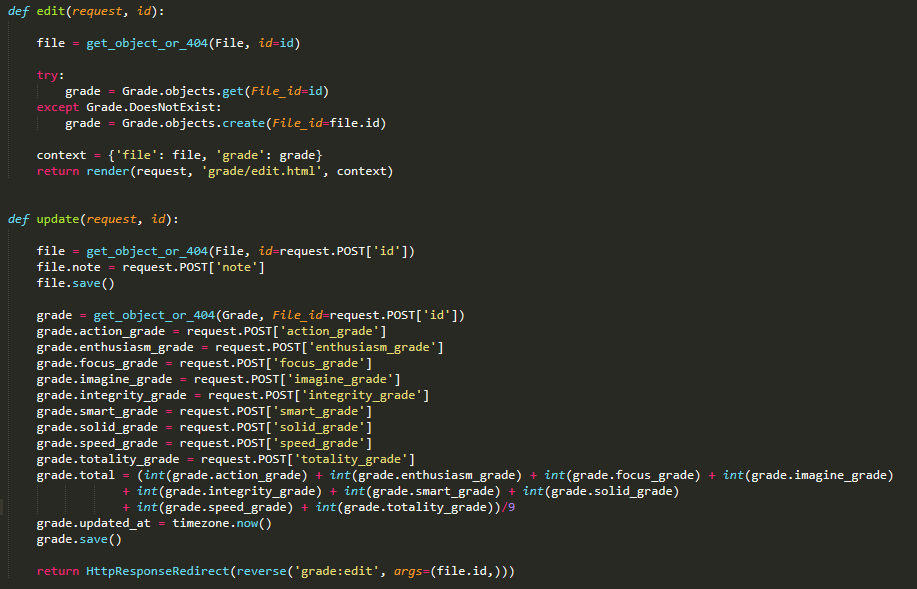 def edit(request, id):
file = get_object_or_404(File, id=id)
try:
grade = Grade.objects.get(File_id=id)
except Grade.DoesNotExist:
grade = Grade.objects.create(File_id=file.id)
context = {'file': file, 'grade': grade}
return render(request, 'grade/edit.html', context)
def update(request, id):
file = get_object_or_404(File, id=request.POST['id'])
file.note = request.POST['note']
file.save()
grade = get_object_or_404(Grade, File_id=request.POST['id'])
grade.action_grade = request.POST['action_grade']
grade.enthusiasm_grade = request.POST['enthusiasm_grade']
grade.focus_grade = request.POST['focus_grade']
grade.imagine_grade = request.POST['imagine_grade']
grade.integrity_grade = request.POST['integrity_grade']
grade.smart_grade = request.POST['smart_grade']
grade.solid_grade = request.POST['solid_grade']
grade.speed_grade = request.POST['speed_grade']
grade.totality_grade = request.POST['totality_grade']
grade.total = (int(grade.action_grade) + int(grade.enthusiasm_grade) + int(grade.focus_grade) + int(grade.imagine_grade)
+ int(grade.integrity_grade) + int(grade.smart_grade) + int(grade.solid_grade)
+ int(grade.speed_grade) + int(grade.totality_grade))/9
grade.updated_at = timezone.now()
grade.save()
return HttpResponseRedirect(reverse('grade:edit', args=(file.id,)))